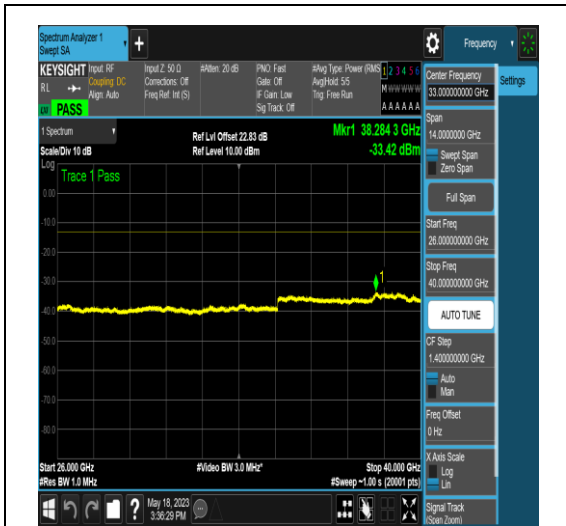 Spectrum Analyzer 1
Swept SA
+
Frequency
KEYSIGHT
RL
PASS
Input: RF
Coupling: DC
Align: Auto
Input Z: 50 Ω
Corrections: Off
Freq Ref: Int (S)
#Atten: 20 dB
PNO: Fast
Gate: Off
IF Gain: Low
Sig Track: Off
#Avg Type: Power (RMS
Avg|Hold: 5/5
Trig: Free Run
1 2 3 4 5 6
M W W W W W
A A A A A A
1 Spectrum
Scale/Div 10 dB
Ref Lvl Offset 22.83 dB
Ref Level 10.00 dBm
Mkr1 38.284 3 GHz
-33.42 dBm
Log
Trace 1 Pass
0.00
-10.0
-20.0
-30.0
-40.0
-50.0
-60.0
-70.0
-80.0
1
Start 26.000 GHz
#Res BW 1.0 MHz
#Video BW 3.0 MHz*
Stop 40.000 GHz
#Sweep ~1.00 s (20001 pts)
Center Frequency
33.000000000 GHz
Settings
Span
14.0000000 GHz
Swept Span
Zero Span
Full Span
Start Freq
26.000000000 GHz
Stop Freq
40.000000000 GHz
AUTO TUNE
CF Step
1.400000000 GHz
Auto
Man
Freq Offset
0 Hz
X Axis Scale
Log
Lin
Signal Track
(Span Zoom)
?
May 18, 2023
3:36:29 PM